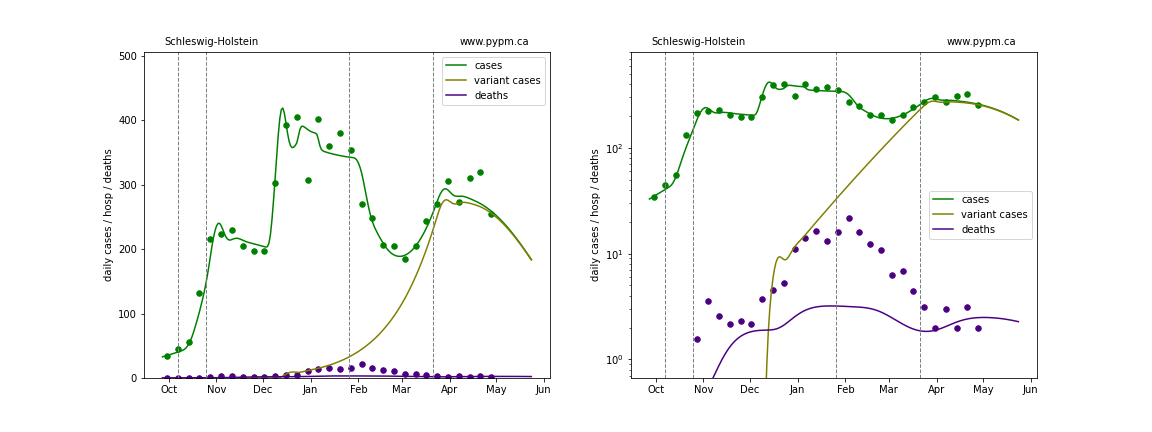 Schleswig-Holstein www.pypm.ca
daily cases / hosp / deaths
500
400
300
200
100
0
cases
variant cases
deaths
Oct Nov Dec Jan Feb Mar Apr May Jun
Schleswig-Holstein www.pypm.ca
daily cases / hosp / deaths
10²
10¹
10⁰
cases
variant cases
deaths
Oct Nov Dec Jan Feb Mar Apr May Jun